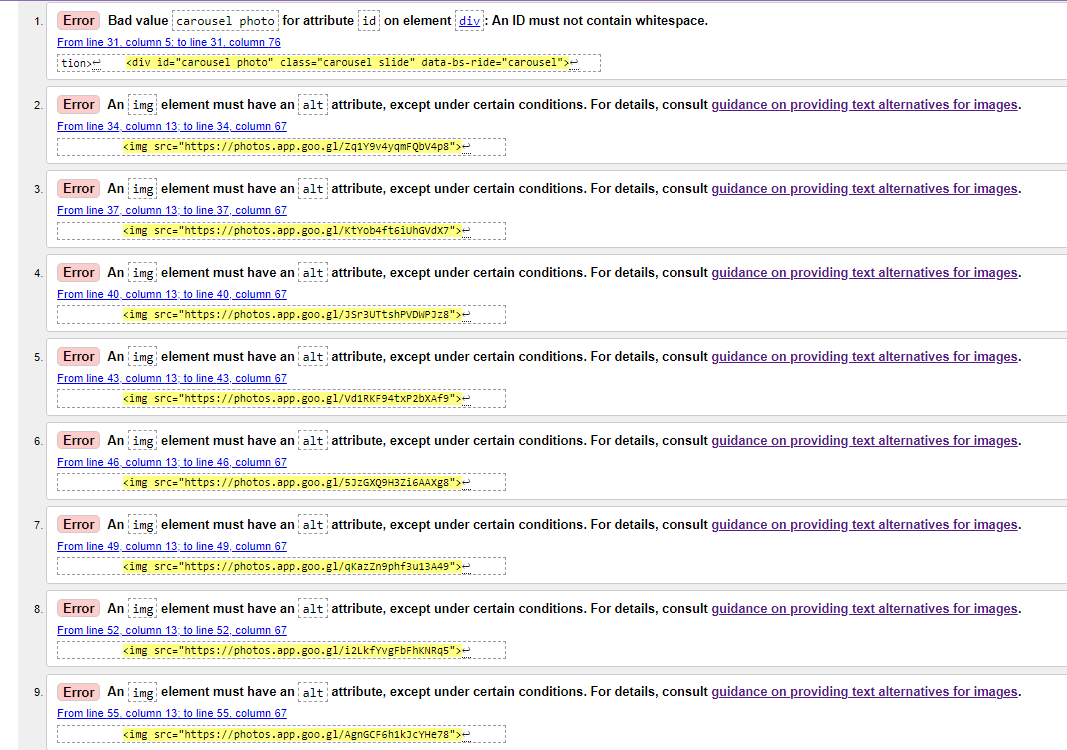 1. Error Bad value carousel photo for attribute id on element div: An ID must not contain whitespace.
From line 31, column 5; to line 31, column 76
tion>↩ <div id="carousel photo" class="carousel slide" data-bs-ride="carousel">↩
2. Error An img element must have an alt attribute, except under certain conditions. For details, consult guidance on providing text alternatives for images.
From line 34, column 13; to line 34, column 67
<img src="https://photos.app.goo.gl/Zq1Y9v4yqmFQbV4p8">↩
3. Error An img element must have an alt attribute, except under certain conditions. For details, consult guidance on providing text alternatives for images.
From line 37, column 13; to line 37, column 67
<img src="https://photos.app.goo.gl/KtYob4ft6iUhGVdX7">↩
4. Error An img element must have an alt attribute, except under certain conditions. For details, consult guidance on providing text alternatives for images.
From line 40, column 13; to line 40, column 67
<img src="https://photos.app.goo.gl/JSr3UTtshPVDWPJz8">↩
5. Error An img element must have an alt attribute, except under certain conditions. For details, consult guidance on providing text alternatives for images.
From line 43, column 13; to line 43, column 67
<img src="https://photos.app.goo.gl/Vd1RKF94txP2bXAf9">↩
6. Error An img element must have an alt attribute, except under certain conditions. For details, consult guidance on providing text alternatives for images.
From line 46, column 13; to line 46, column 67
<img src="https://photos.app.goo.gl/5JzGXQ9H3Zi6AAXg8">↩
7. Error An img element must have an alt attribute, except under certain conditions. For details, consult guidance on providing text alternatives for images.
From line 49, column 13; to line 49, column 67
<img src="https://photos.app.goo.gl/qKazZn9phf3u13A49">↩
8. Error An img element must have an alt attribute, except under certain conditions. For details, consult guidance on providing text alternatives for images.
From line 52, column 13; to line 52, column 67
<img src="https://photos.app.goo.gl/i2LkfYvgFbFhKNRq5">↩
9. Error An img element must have an alt attribute, except under certain conditions. For details, consult guidance on providing text alternatives for images.
From line 55, column 13; to line 55, column 67
<img src="https://photos.app.goo.gl/AgnGCF6h1kJcYHe78">↩